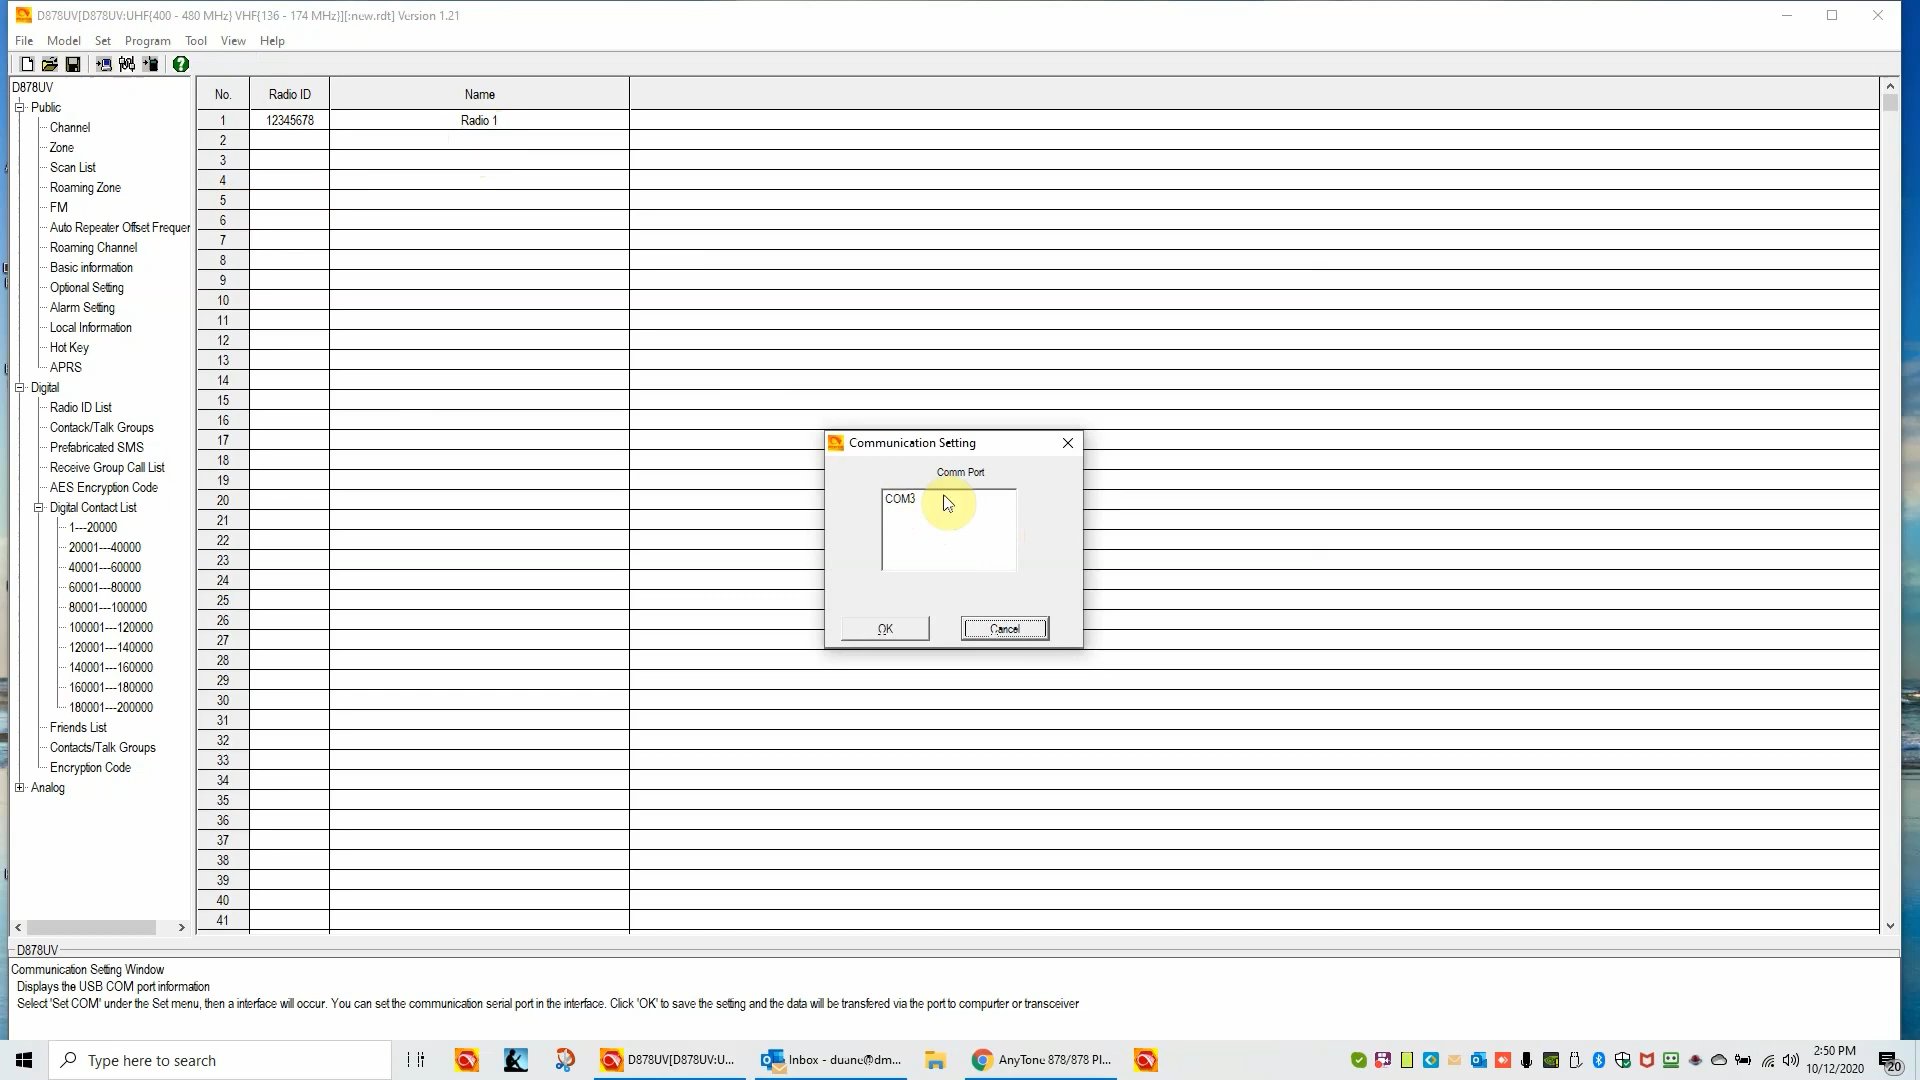 D878UV[D878UV:UHF{400 - 480 MHz} VHF{136 - 174 MHz}][:new.rdt] Version 1.21
File Model Set Program Tool View Help
D878UV
Public
Channel
Zone
Scan List
Roaming Zone
FM
Auto Repeater Offset Frequer
Roaming Channel
Basic information
Optional Setting
Alarm Setting
Local Information
Hot Key
APRS
Digital
Radio ID List
Contack/Talk Groups
Prefabricated SMS
Receive Group Call List
AES Encryption Code
Digital Contact List
1---20000
20001---40000
40001---60000
60001---80000
80001---100000
100001---120000
120001---140000
140001---160000
160001---180000
180001---200000
Friends List
Contacts/Talk Groups
Encryption Code
Analog
No. Radio ID Name
1 12345678 Radio 1
2
3
4
5
6
7
8
9
10
11
12
13
14
15
16
17
18
19
20
21
22
23
24
25
26
27
28
29
30
31
32
33
34
35
36
37
38
39
40
41
Communication Setting
Comm Port
COM3
OK Cancel
D878UV
Communication Setting Window
Displays the USB COM port information
Select 'Set COM' under the Set menu, then a interface will occur. You can set the communication serial port in the interface. Click 'OK' to save the setting and the data will be transfered via the port to compurter or transceiver
Type here to search
D878UV[D878UV:U...
Inbox - duane@dm...
AnyTone 878/878 Pl...
2:50 PM
10/12/2020
20